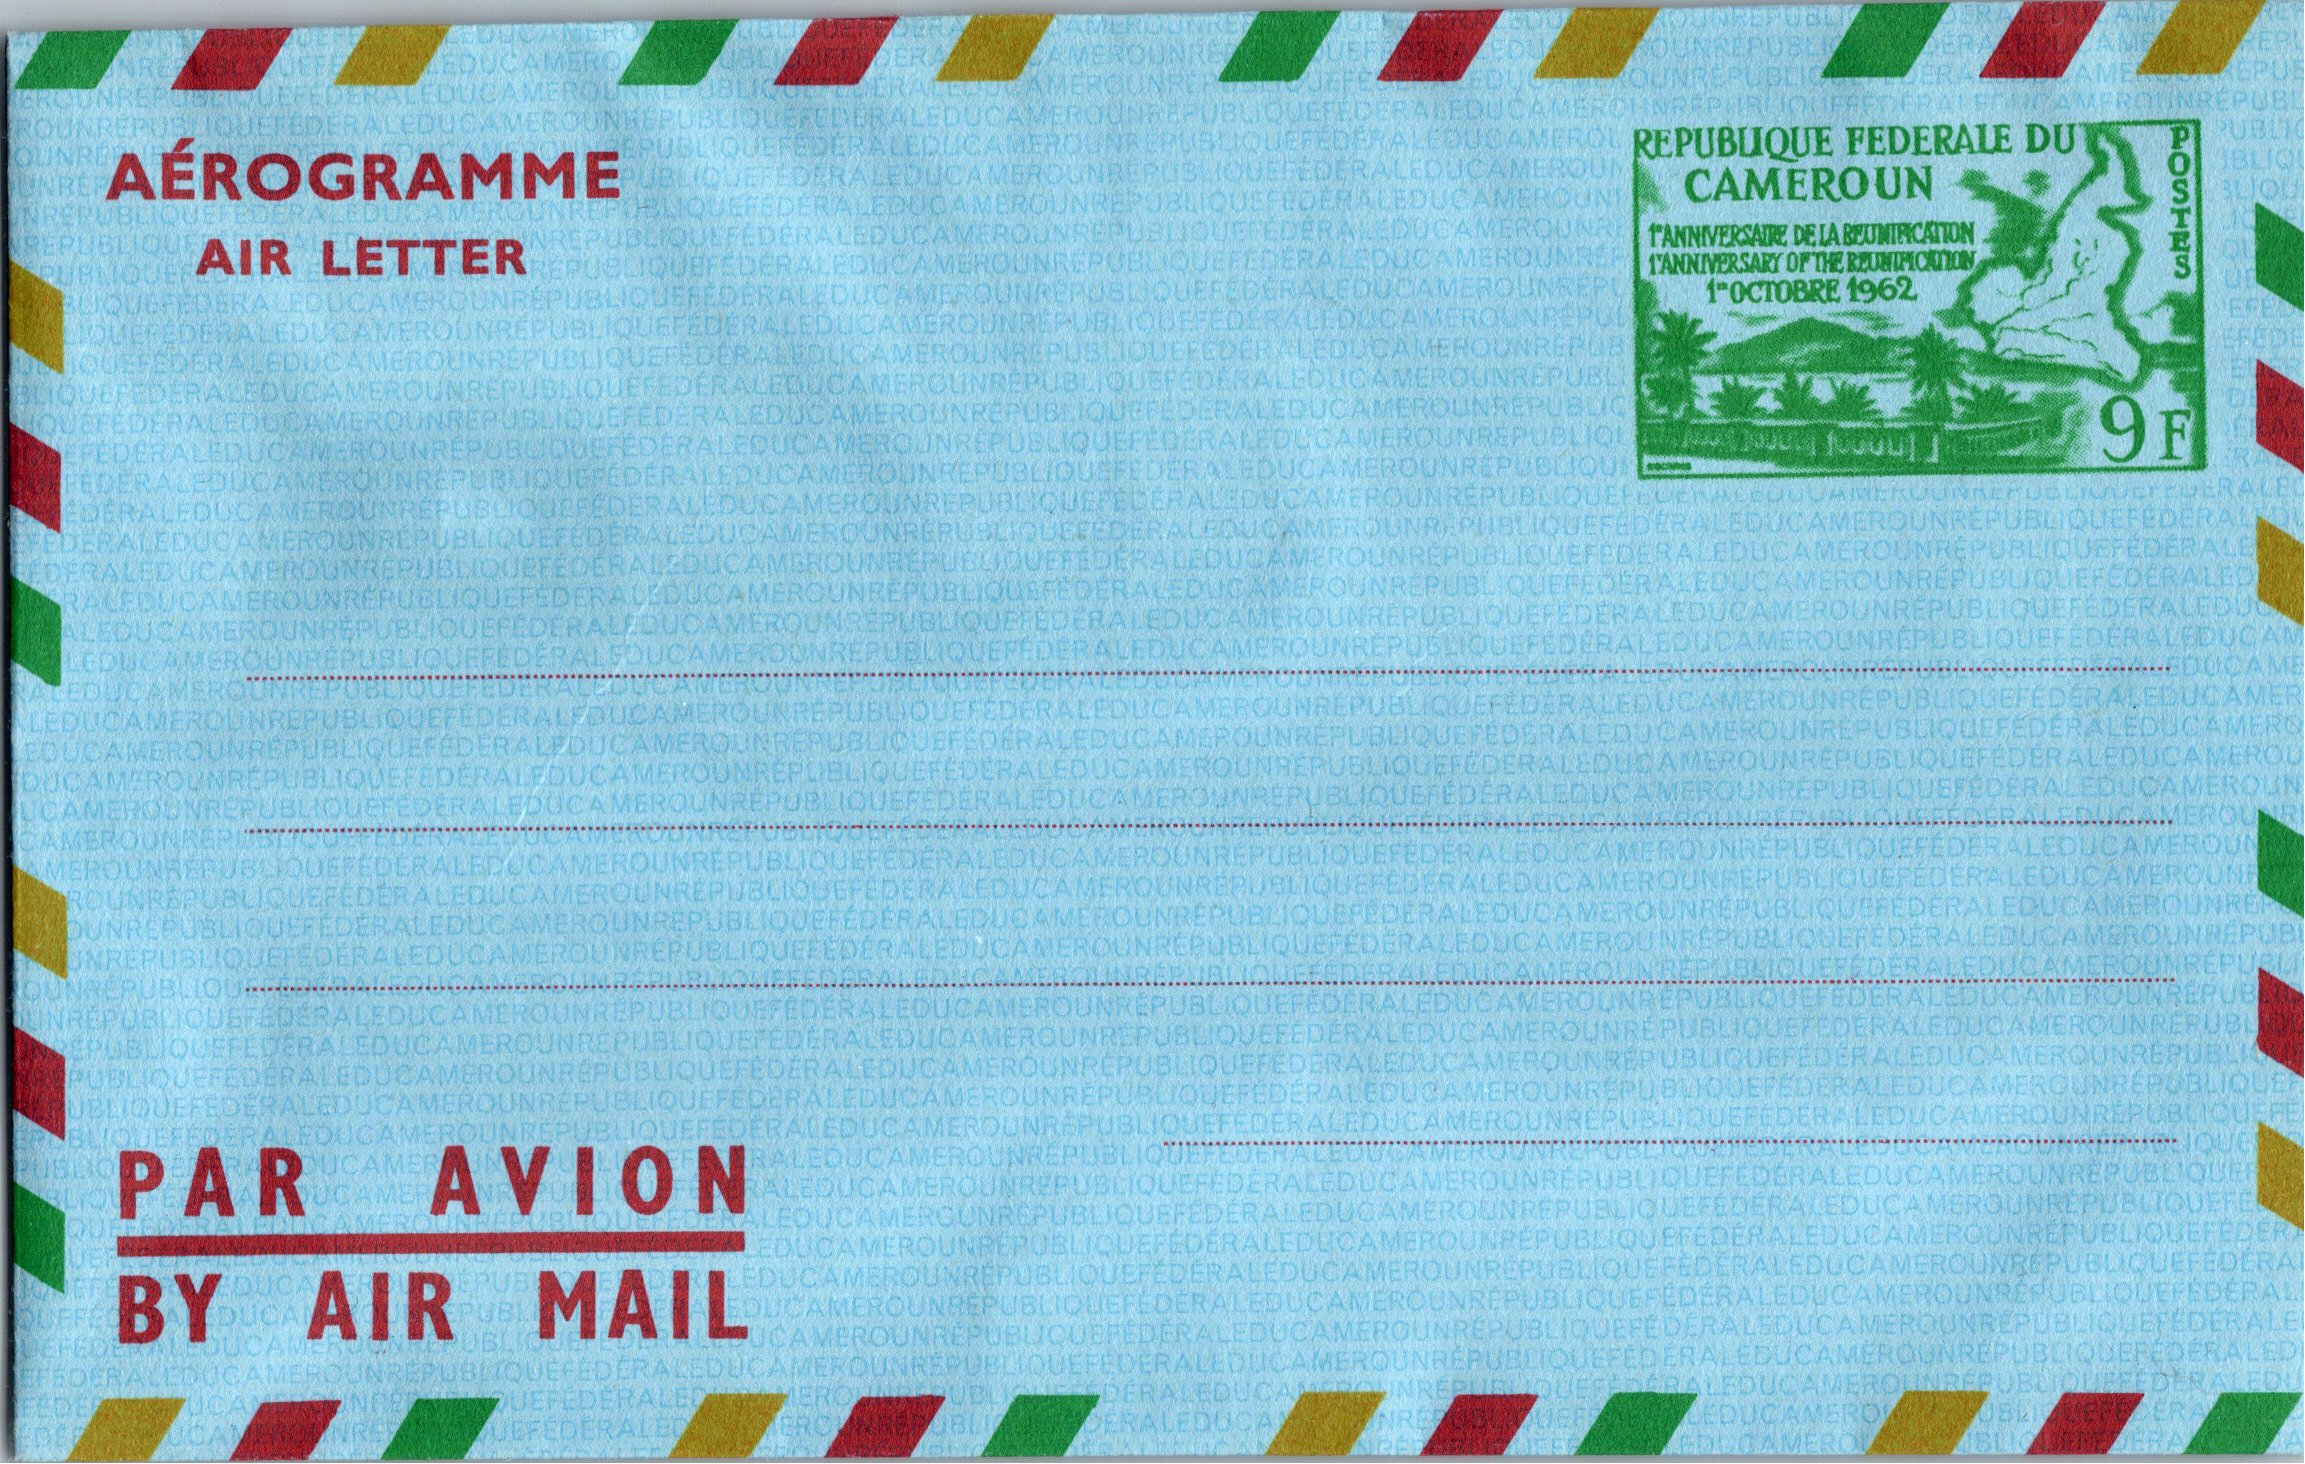 AÉROGRAMME
AIR LETTER
REPUBLIQUE FEDERALE DU
CAMEROUN
POSTES
1ER ANNIVERSAIRE DE LA REUNIFICATION
1ST ANNIVERSARY OF THE REUNIFICATION
1ER OCTOBRE 1962
9 F
PAR AVION
BY AIR MAIL
RÉPUBLIQUEFÉDÉRALEDUCAMEROUN